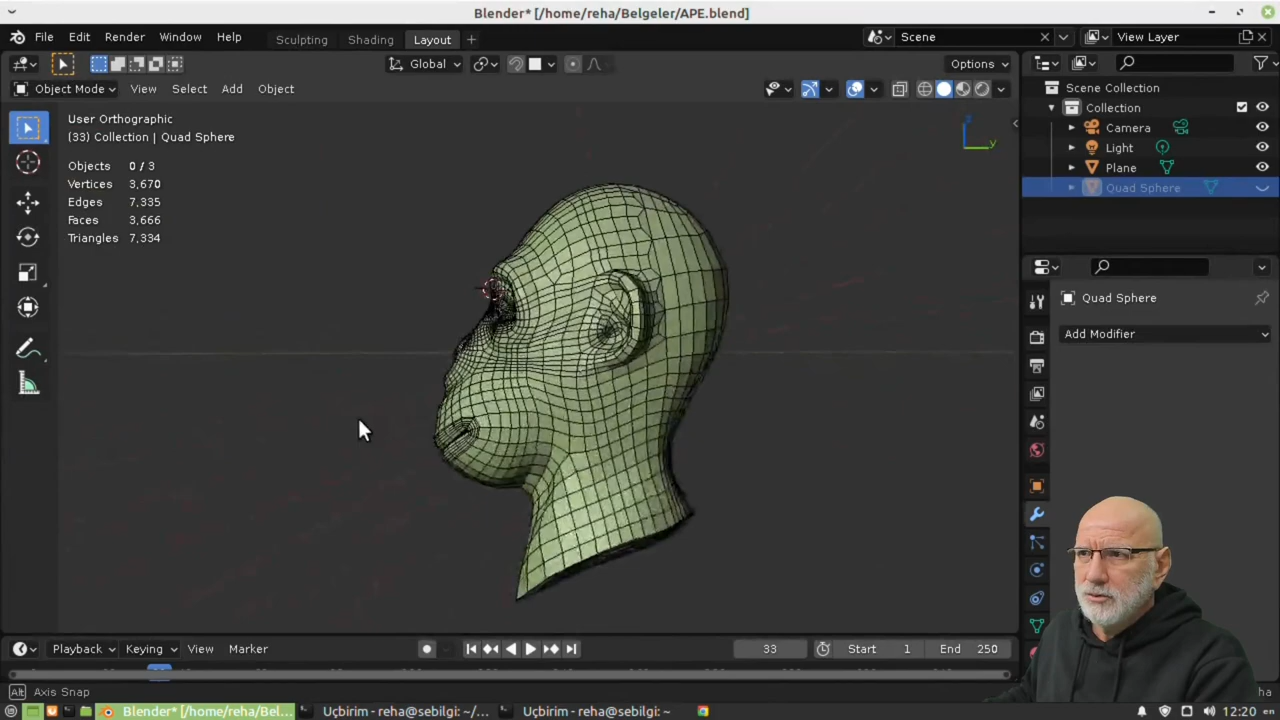 Blender* [/home/reha/Belgeler/APE.blend]
File Edit Render Window Help
Sculpting Shading Layout +
Scene
View Layer
Global
Options
Object Mode View Select Add Object
User Orthographic
(33) Collection | Quad Sphere
Objects 0 / 3
Vertices 3,670
Edges 7,335
Faces 3,666
Triangles 7,334
Y
Scene Collection
Collection
Camera
Light
Plane
Quad Sphere
Quad Sphere
Add Modifier
Playback Keying View Marker
33
Start 1
End 250
Alt Axis Snap
ha
Blender* [/home/reha/Bel...
Uçbirim - reha@sebilgi: ~/...
Uçbirim - reha@sebilgi: ~
12:20 en